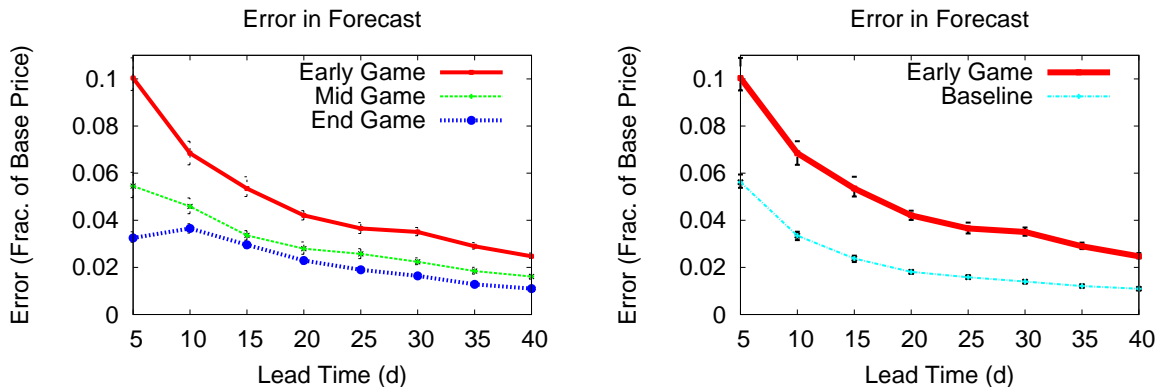 Error in Forecast
Error (Frac. of Base Price)
0.1
0.08
0.06
0.04
0.02
0
Early Game
Mid Game
End Game
5 10 15 20 25 30 35 40
Lead Time (d)
Error in Forecast
Error (Frac. of Base Price)
0.1
0.08
0.06
0.04
0.02
0
Early Game
Baseline
5 10 15 20 25 30 35 40
Lead Time (d)